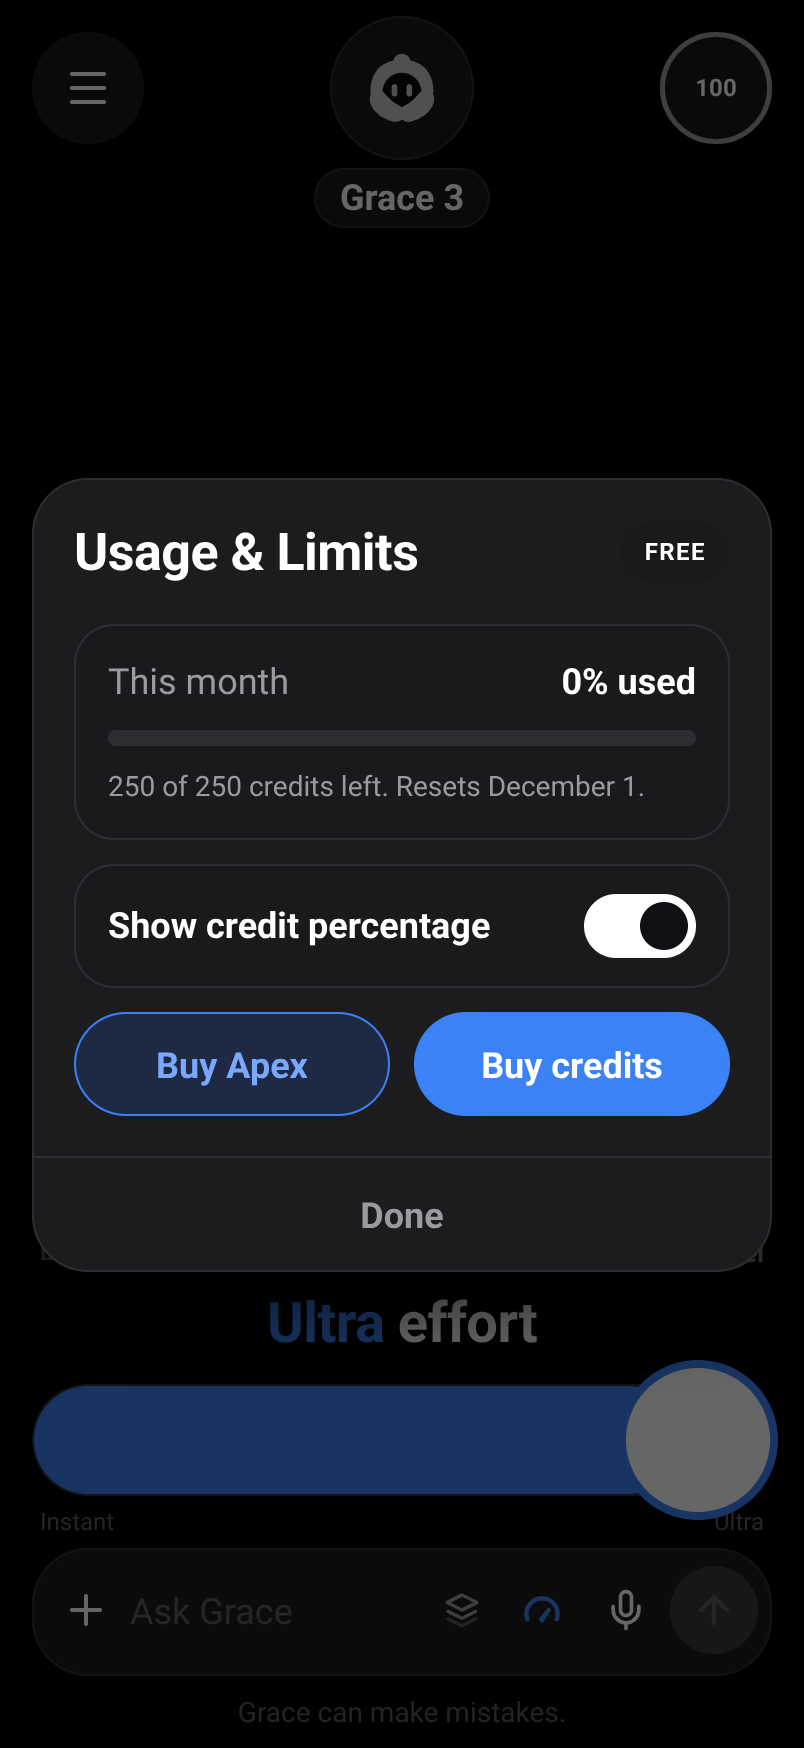 100
Grace 3
Usage & Limits
FREE
This month
0% used
250 of 250 credits left. Resets December 1.
Show credit percentage
Buy Apex
Buy credits
Done
Ultra effort
Instant
Ultra
Ask Grace
Grace can make mistakes.